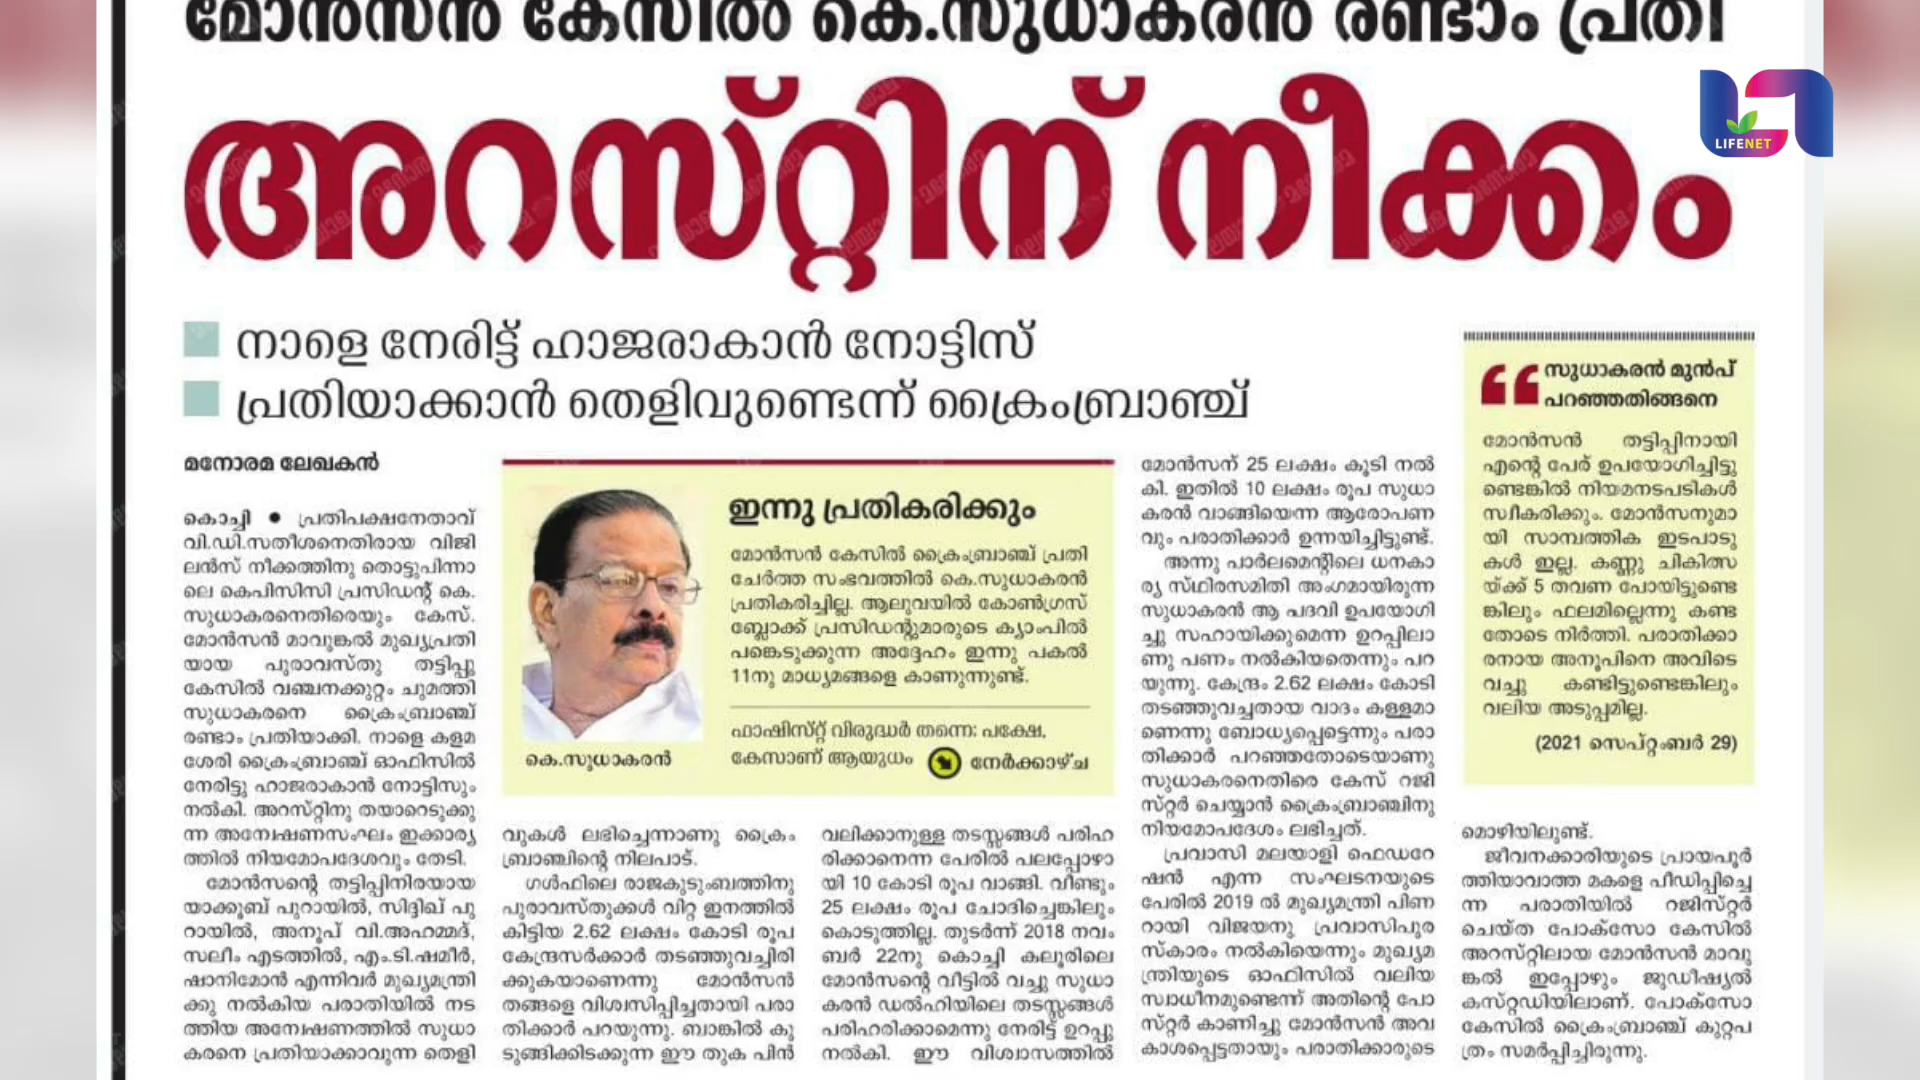 മോൻസൻ കേസിൽ കെ.സുധാകരൻ രണ്ടാം പ്രതി
അറസ്റ്റിന് നീക്കം
LIFENET
നാളെ നേരിട്ട് ഹാജരാകാൻ നോട്ടിസ്
പ്രതിയാക്കാൻ തെളിവുണ്ടെന്ന് ക്രൈംബ്രാഞ്ച്
മനോരമ ലേഖകൻ
കൊച്ചി ● പ്രതിപക്ഷനേതാവ്
വി.ഡി.സതീശനെതിരായ വിജി
ലൻസ് നീക്കത്തിനു തൊട്ടുപിന്നാ
ലെ കെപിസിസി പ്രസിഡന്റ് കെ.
സുധാകരനെതിരെയും കേസ്.
മോൻസൻ മാവുങ്കൽ മുഖ്യപ്രതി
യായ പുരാവസ്തു തട്ടിപ്പു
കേസിൽ വഞ്ചനക്കുറ്റം ചുമത്തി
സുധാകരനെ ക്രൈംബ്രാഞ്ച്
രണ്ടാം പ്രതിയാക്കി. നാളെ കളമ
ശേരി ക്രൈംബ്രാഞ്ച് ഓഫിസിൽ
നേരിട്ടു ഹാജരാകാൻ നോട്ടിസും
നൽകി. അറസ്റ്റിനു തയാറെടുക്കു
ന്ന അന്വേഷണസംഘം ഇക്കാര്യ
ത്തിൽ നിയമോപദേശവും തേടി.
മോൻസന്റെ തട്ടിപ്പിനിരയായ
യാക്കൂബ് പുറായിൽ, സിദ്ദിഖ് പു
റായിൽ, അനൂപ് വി.അഹമ്മദ്,
സലീം എടത്തിൽ, എം.ടി.ഷമീർ,
ഷാനിമോൻ എന്നിവർ മുഖ്യമന്ത്രി
ക്കു നൽകിയ പരാതിയിൽ നട
ത്തിയ അന്വേഷണത്തിൽ സുധാ
കരനെ പ്രതിയാക്കാവുന്ന തെളി
ഇന്നു പ്രതികരിക്കും
മോൻസൻ കേസിൽ ക്രൈംബ്രാഞ്ച് പ്രതി
ചേർത്ത സംഭവത്തിൽ കെ.സുധാകരൻ
പ്രതികരിച്ചില്ല. ആലുവയിൽ കോൺഗ്രസ്
ബ്ലോക്ക് പ്രസിഡന്റുമാരുടെ ക്യാംപിൽ
പങ്കെടുക്കുന്ന അദ്ദേഹം ഇന്നു പകൽ
11നു മാധ്യമങ്ങളെ കാണുന്നുണ്ട്.
ഫാഷിസ്റ്റ് വിരുദ്ധർ തന്നെ: പക്ഷേ,
കേസാണ് ആയുധം നേർക്കാഴ്ച
കെ.സുധാകരൻ
വുകൾ ലഭിച്ചെന്നാണു ക്രൈം
ബ്രാഞ്ചിന്റെ നിലപാട്.
ഗൾഫിലെ രാജകുടുംബത്തിനു
പുരാവസ്തുക്കൾ വിറ്റ ഇനത്തിൽ
കിട്ടിയ 2.62 ലക്ഷം കോടി രൂപ
കേന്ദ്രസർക്കാർ തടഞ്ഞുവച്ചിരി
ക്കുകയാണെന്നു മോൻസൻ
തങ്ങളെ വിശ്വസിപ്പിച്ചതായി പരാ
തിക്കാർ പറയുന്നു. ബാങ്കിൽ കു
ടുങ്ങിക്കിടക്കുന്ന ഈ തുക പിൻ
വലിക്കാനുള്ള തടസ്സങ്ങൾ പരിഹ
രിക്കാനെന്ന പേരിൽ പലപ്പോഴാ
യി 10 കോടി രൂപ വാങ്ങി. വീണ്ടും
25 ലക്ഷം രൂപ ചോദിച്ചെങ്കിലും
കൊടുത്തില്ല. തുടർന്ന് 2018 നവം
ബർ 22നു കൊച്ചി കലൂരിലെ
മോൻസന്റെ വീട്ടിൽ വച്ചു സുധാ
കരൻ ഡൽഹിയിലെ തടസ്സങ്ങൾ
പരിഹരിക്കാമെന്നു നേരിട്ട് ഉറപ്പു
നൽകി. ഈ വിശ്വാസത്തിൽ
മോൻസന് 25 ലക്ഷം കൂടി നൽ
കി. ഇതിൽ 10 ലക്ഷം രൂപ സുധാ
കരൻ വാങ്ങിയെന്ന ആരോപണ
വും പരാതിക്കാർ ഉന്നയിച്ചിട്ടുണ്ട്.
അന്നു പാർലമെന്റിലെ ധനകാ
ര്യ സ്ഥിരസമിതി അംഗമായിരുന്ന
സുധാകരൻ ആ പദവി ഉപയോഗി
ച്ചു സഹായിക്കുമെന്ന ഉറപ്പിലാ
ണു പണം നൽകിയതെന്നും പറ
യുന്നു. കേന്ദ്രം 2.62 ലക്ഷം കോടി
തടഞ്ഞുവച്ചതായ വാദം കള്ളമാ
ണെന്നു ബോധ്യപ്പെട്ടെന്നും പരാ
തിക്കാർ പറഞ്ഞതോടെയാണു
സുധാകരനെതിരെ കേസ് റജി
സ്റ്റർ ചെയ്യാൻ ക്രൈംബ്രാഞ്ചിനു
നിയമോപദേശം ലഭിച്ചത്.
പ്രവാസി മലയാളി ഫെഡറേ
ഷൻ എന്ന സംഘടനയുടെ
പേരിൽ 2019 ൽ മുഖ്യമന്ത്രി പിണ
റായി വിജയനു പ്രവാസിപുര
സ്കാരം നൽകിയെന്നും മുഖ്യമ
ന്ത്രിയുടെ ഓഫിസിൽ വലിയ
സ്വാധീനമുണ്ടെന്ന് അതിന്റെ പോ
സ്റ്റർ കാണിച്ചു മോൻസൻ അവ
കാശപ്പെട്ടതായും പരാതിക്കാരുടെ
സുധാകരൻ മുൻപ്
പറഞ്ഞതിങ്ങനെ
മോൻസൻ തട്ടിപ്പിനായി
എന്റെ പേര് ഉപയോഗിച്ചിട്ടു
ണ്ടെങ്കിൽ നിയമനടപടികൾ
സ്വീകരിക്കും. മോൻസനുമാ
യി സാമ്പത്തിക ഇടപാടു
കൾ ഇല്ല. കണ്ണു ചികിത്സ
യ്ക്ക് 5 തവണ പോയിട്ടുണ്ടെ
ങ്കിലും ഫലമില്ലെന്നു കണ്ട
തോടെ നിർത്തി. പരാതിക്കാ
രനായ അനൂപിനെ അവിടെ
വച്ചു കണ്ടിട്ടുണ്ടെങ്കിലും
വലിയ അടുപ്പമില്ല.
(2021 സെപ്റ്റംബർ 29)
മൊഴിയിലുണ്ട്.
ജീവനക്കാരിയുടെ പ്രായപൂർ
ത്തിയാവാത്ത മകളെ പീഡിപ്പിച്ചെ
ന്ന പരാതിയിൽ റജിസ്റ്റർ
ചെയ്ത പോക്സോ കേസിൽ
അറസ്റ്റിലായ മോൻസൻ മാവു
ങ്കൽ ഇപ്പോഴും ജുഡീഷ്യൽ
കസ്റ്റഡിയിലാണ്. പോക്സോ
കേസിൽ ക്രൈംബ്രാഞ്ച് കുറ്റപ
ത്രം സമർപ്പിച്ചിരുന്നു.